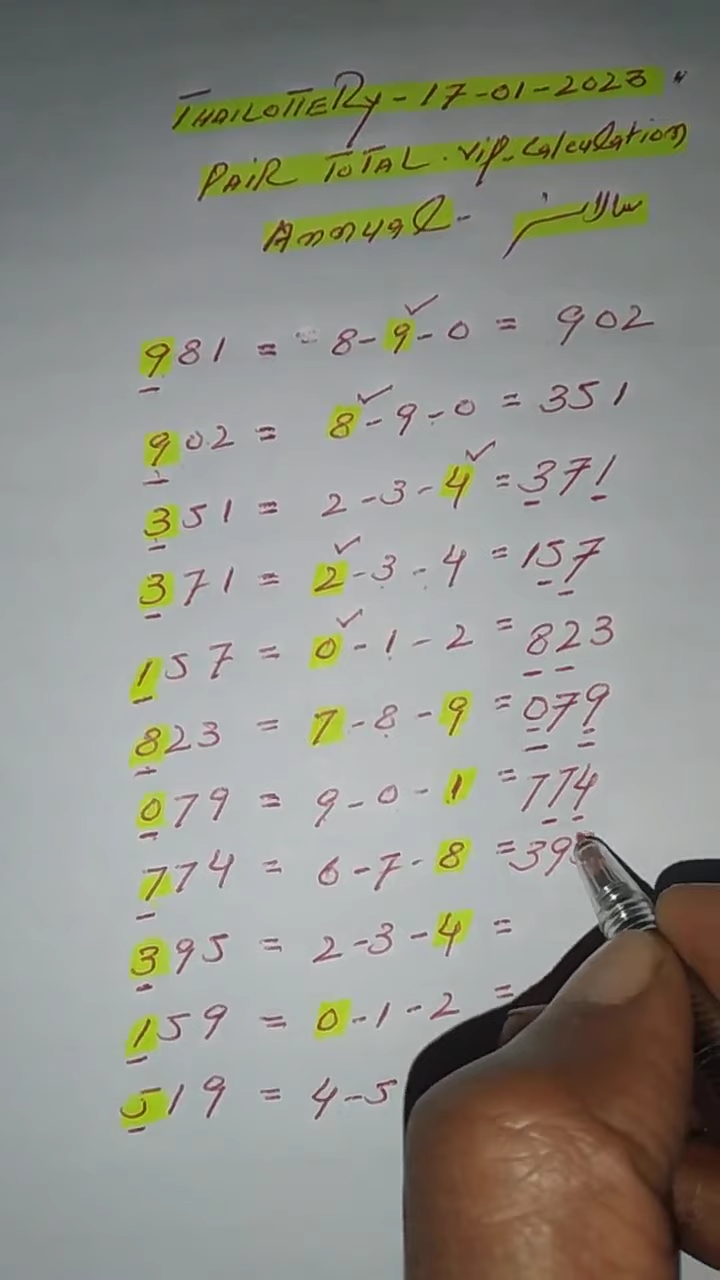 THAILOTTERY-17-01-2023"
PAIR TOTAL. vip-Calculation
Annual- سالانہ
981 = 8-9-0 = 902
902 = 8-9-0 = 351
351 = 2-3-4 = 371
371 = 2-3-4 = 157
157 = 0-1-2 = 823
823 = 7-8-9 = 079
079 = 9-0-1 = 774
774 = 6-7-8 = 39
395 = 2-3-4 =
159 = 0-1-2 =
519 = 4-5